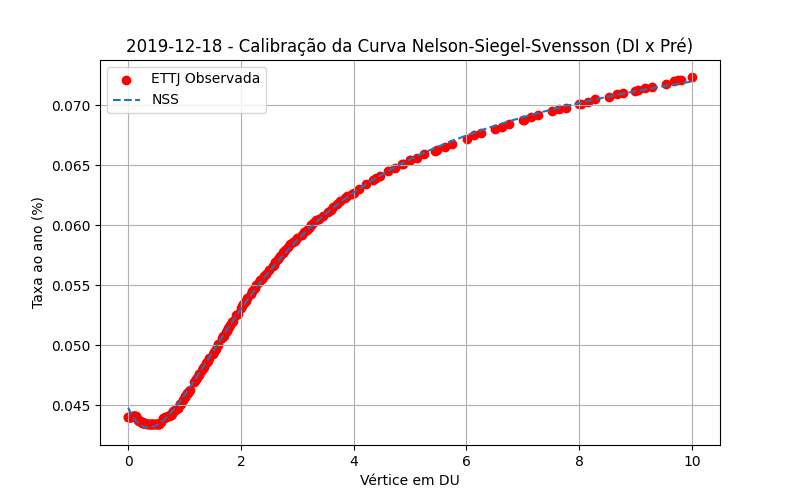 2019-12-18 - Calibração da Curva Nelson-Siegel-Svensson (DI x Pré)
ETTJ Observada
NSS
Taxa ao ano (%)
0.070
0.065
0.060
0.055
0.050
0.045
0 2 4 6 8 10
Vértice em DU